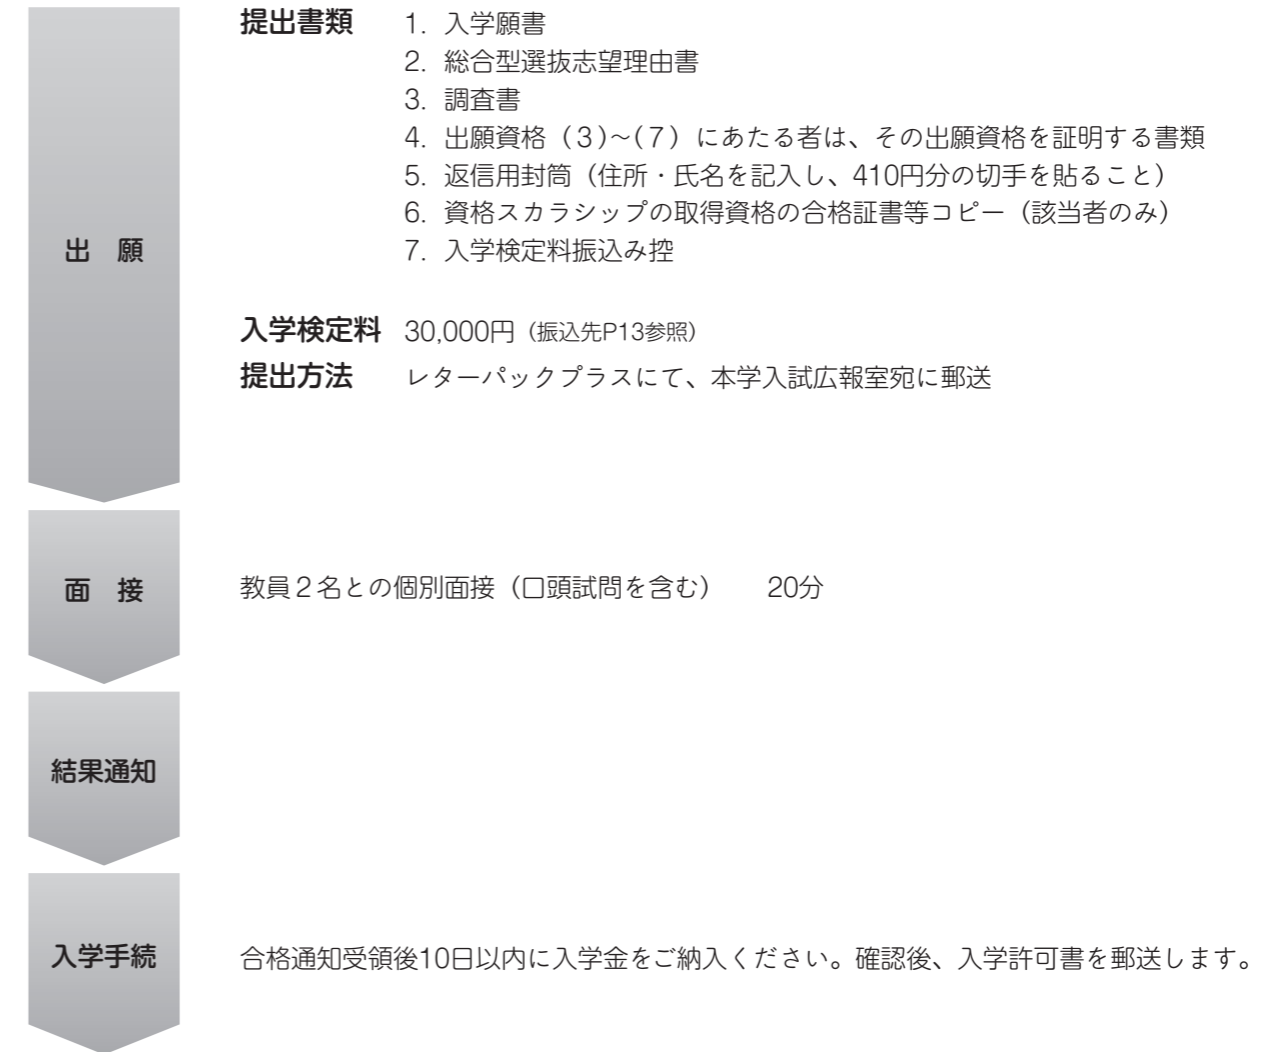 出　願
提出書類　1. 入学願書
2. 総合型選抜志望理由書
3. 調査書
4. 出願資格（３）～（７）にあたる者は、その出願資格を証明する書類
5. 返信用封筒（住所・氏名を記入し、410円分の切手を貼ること）
6. 資格スカラシップの取得資格の合格証書等コピー（該当者のみ）
7. 入学検定料振込み控
入学検定料　30,000円（振込先P13参照）
提出方法　レターパックプラスにて、本学入試広報室宛に郵送
面　接
教員２名との個別面接（口頭試問を含む）　20分
結果通知
入学手続
合格通知受領後10日以内に入学金をご納入ください。確認後、入学許可書を郵送します。